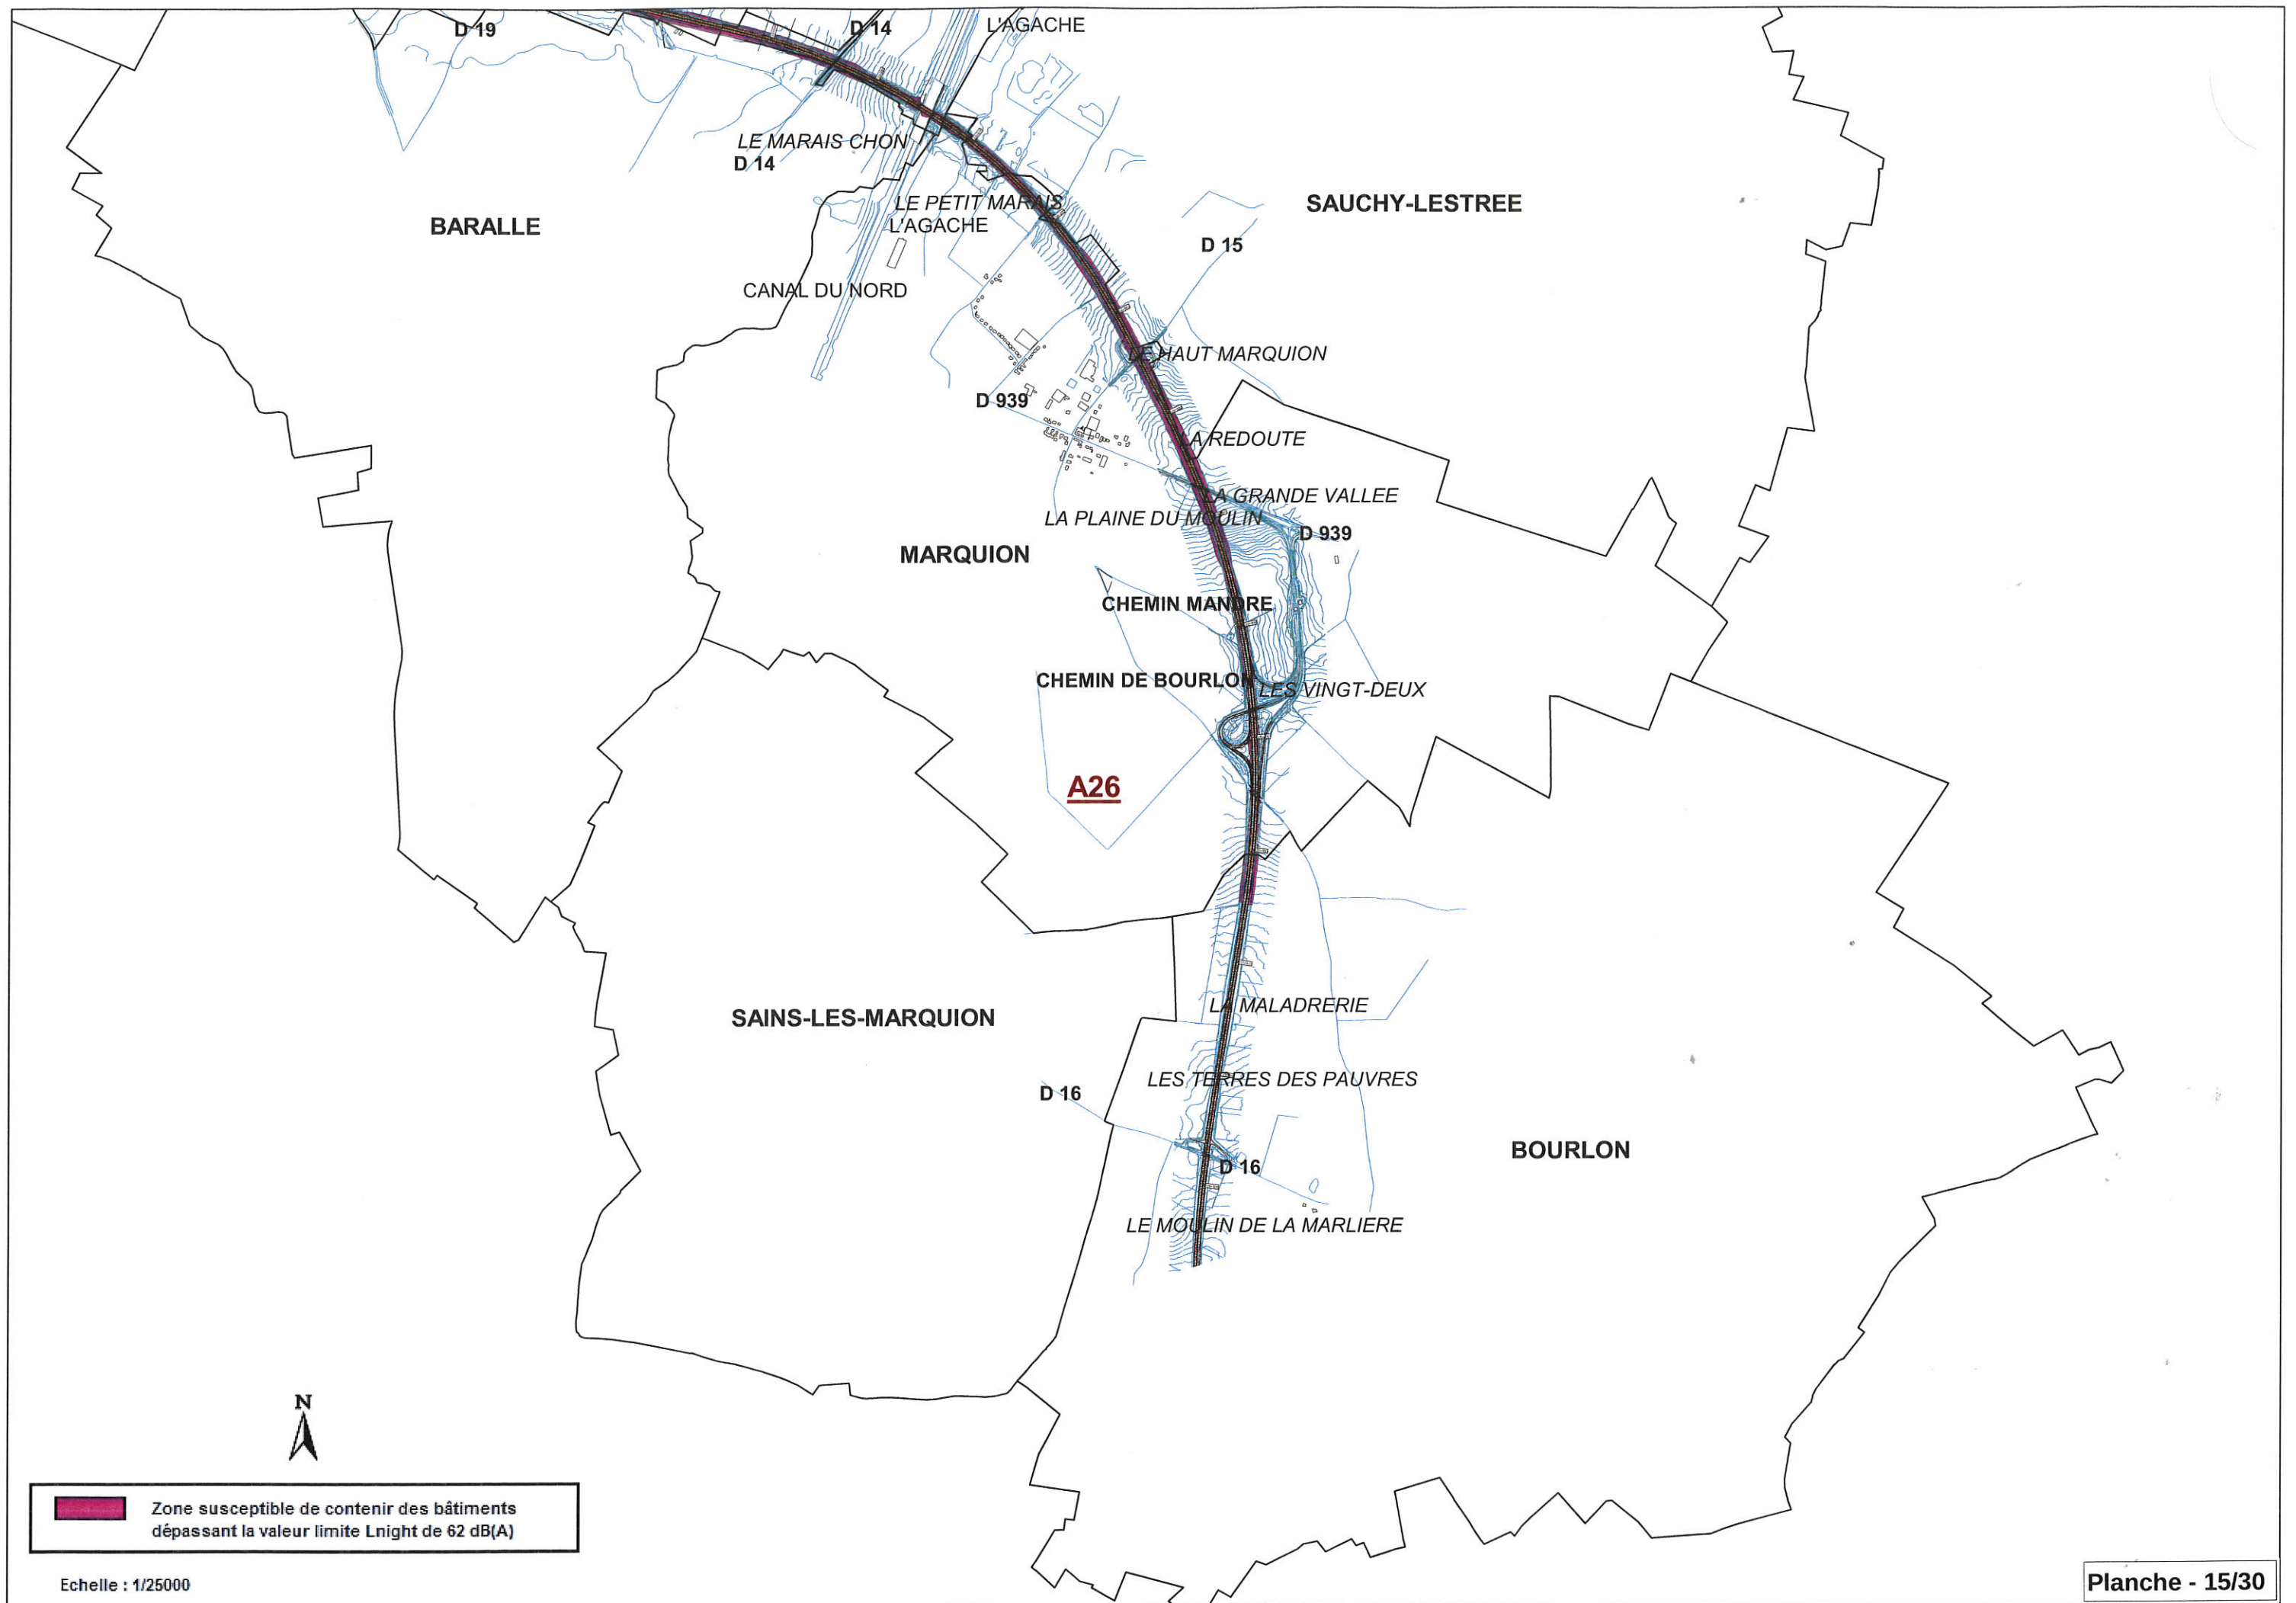 D 19
D 14
L'AGACHE
LE MARAIS CHON
D 14
LE PETIT MARAIS
L'AGACHE
SAUCHY-LESTREE
BARALLE
D 15
CANAL DU NORD
LE HAUT MARQUION
D 939
LA REDOUTE
LA GRANDE VALLEE
LA PLAINE DU MOULIN
D 939
MARQUION
CHEMIN MANDRE
CHEMIN DE BOURLON
LES VINGT-DEUX
A26
LA MALADRERIE
SAINS-LES-MARQUION
LES TERRES DES PAUVRES
D 16
BOURLON
D 16
LE MOULIN DE LA MARLIERE
N
Zone susceptible de contenir des bâtiments
dépassant la valeur limite Lnight de 62 dB(A)
Echelle : 1/25000
Planche - 15/30